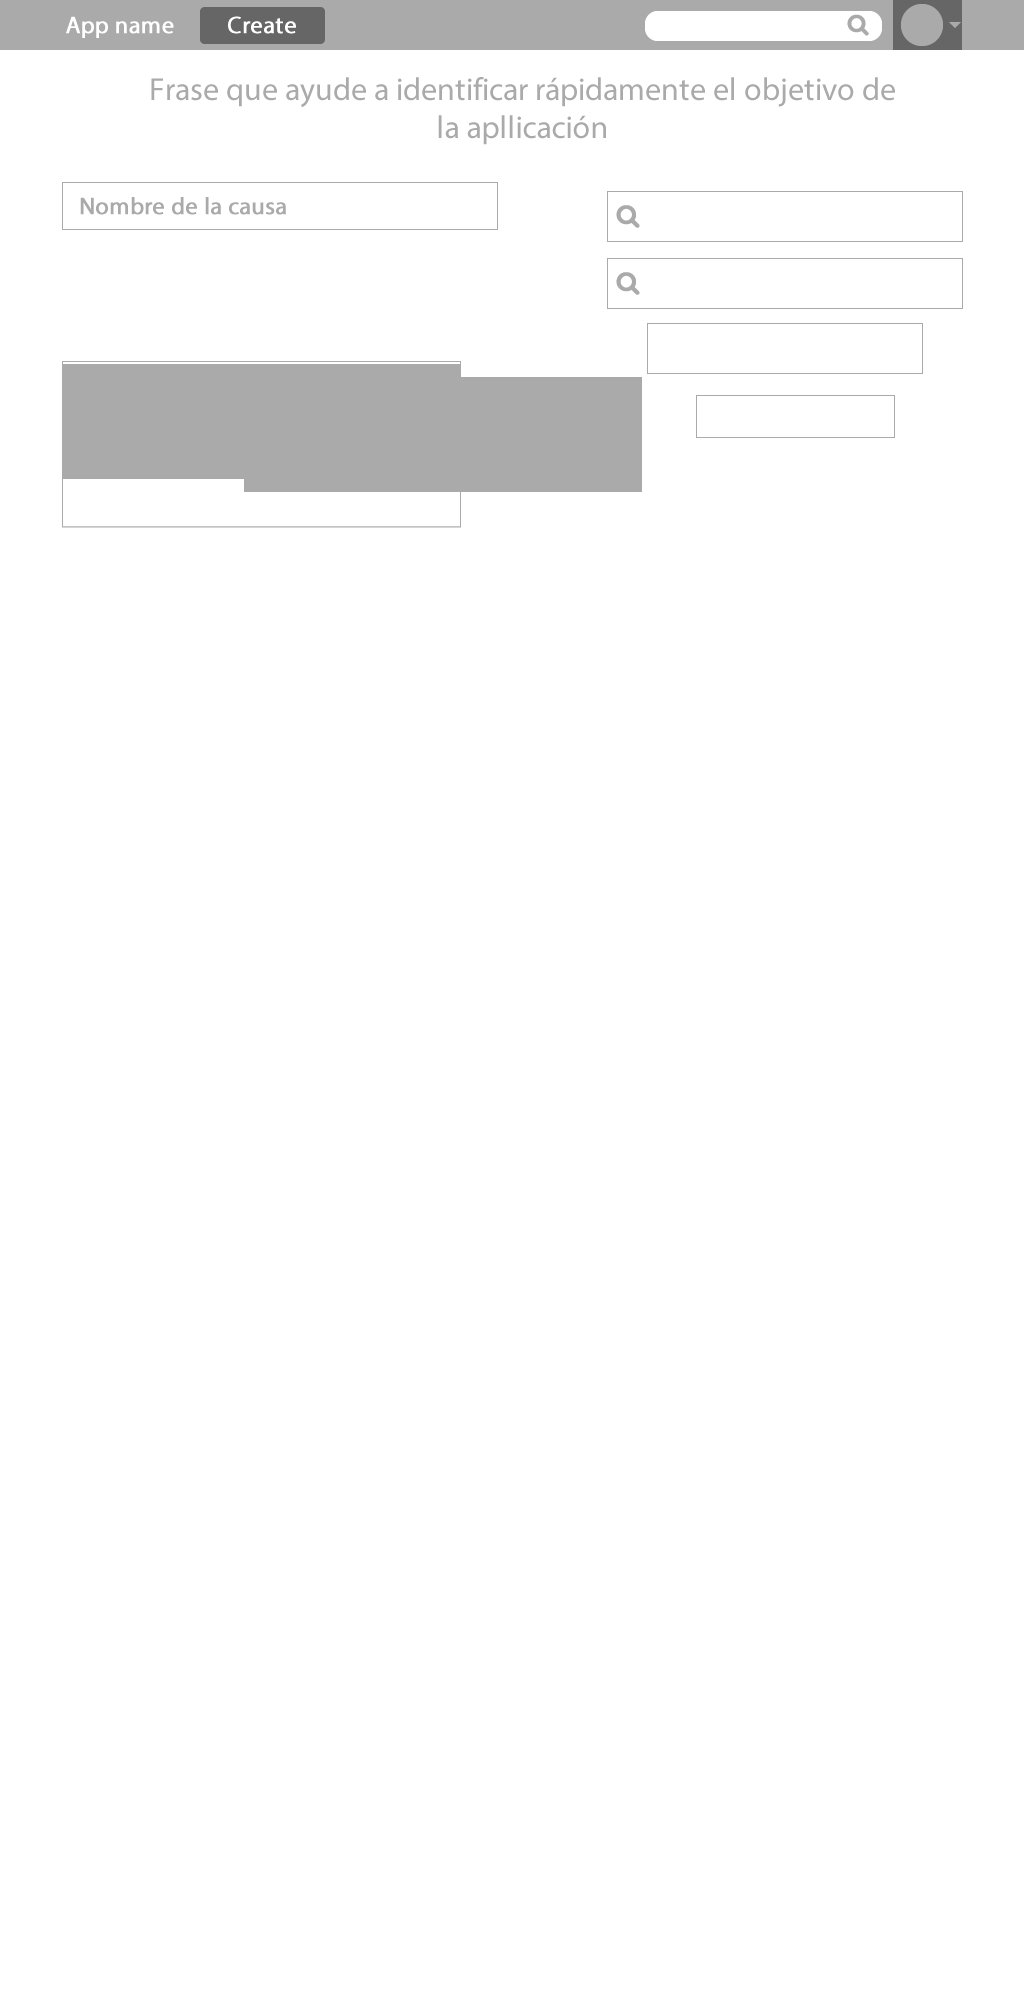 App name Create
Frase que ayude a identificar rápidamente el objetivo de
la apllicación
Nombre de la causa